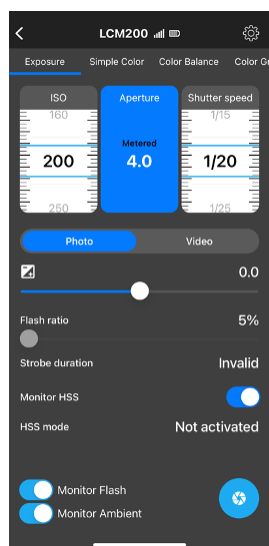 LCM200
Exposure Simple Color Color Balance Color Gr
ISO Aperture Shutter speed
160 1/15
Metered
200 4.0 1/20
250 1/25
Photo Video
0.0
Flash ratio 5%
Strobe duration Invalid
Monitor HSS
HSS mode Not activated
Monitor Flash
Monitor Ambient